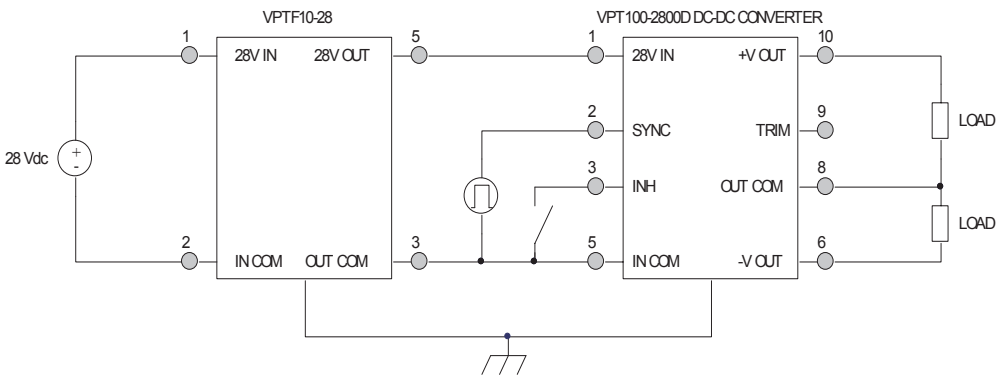 VPTF10-28
VPT100-2800D DC-DC CONVERTER
1
5
1
10
28V IN
28V OUT
28V IN
+V OUT
2
9
LOAD
SYNC
TRIM
28 Vdc
+
-
3
8
INH
OUT COM
LOAD
2
3
5
6
IN COM
OUT COM
IN COM
-V OUT